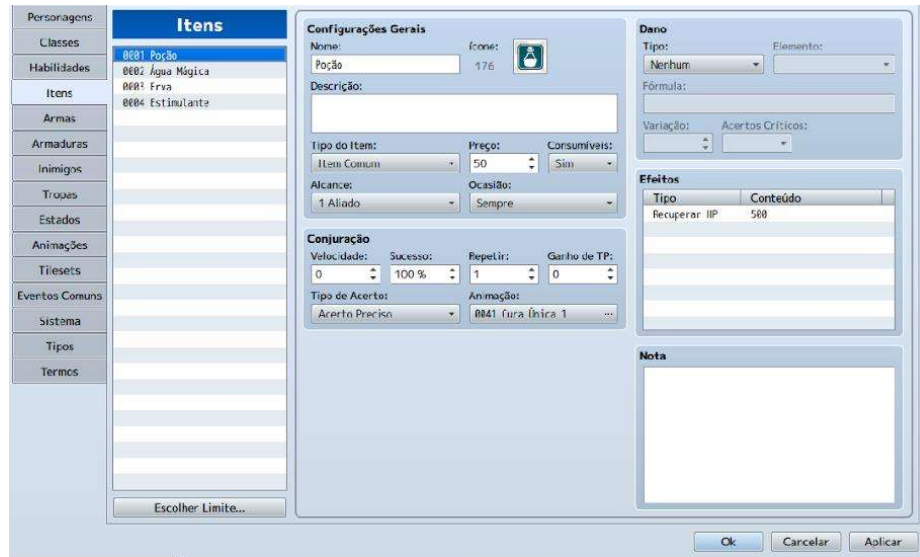 Personagens
Classes
Habilidades
Itens
Armas
Armaduras
Inimigos
Tropas
Estados
Animações
Tilesets
Eventos Comuns
Sistema
Tipos
Termos
Itens
0001 Poção
0002 Água Mágica
0003 Erva
0004 Estimulante
Escolher Limite...
Configurações Gerais
Nome: Ícone:
Poção 176
Descrição:
Tipo do Item: Preço: Consumíveis:
Item Comum 50 Sim
Alcance: Ocasião:
1 Aliado Sempre
Conjuração
Velocidade: Sucesso: Repetir: Ganho de TP:
0 100 % 1 0
Tipo de Acerto: Animação:
Acerto Preciso 0041 Cura Única 1 ...
Dano
Tipo: Elemento:
Nenhum
Fórmula:
Variação: Acertos Críticos:
Efeitos
Tipo Conteúdo
Recuperar HP 500
Nota
Ok Cancelar Aplicar